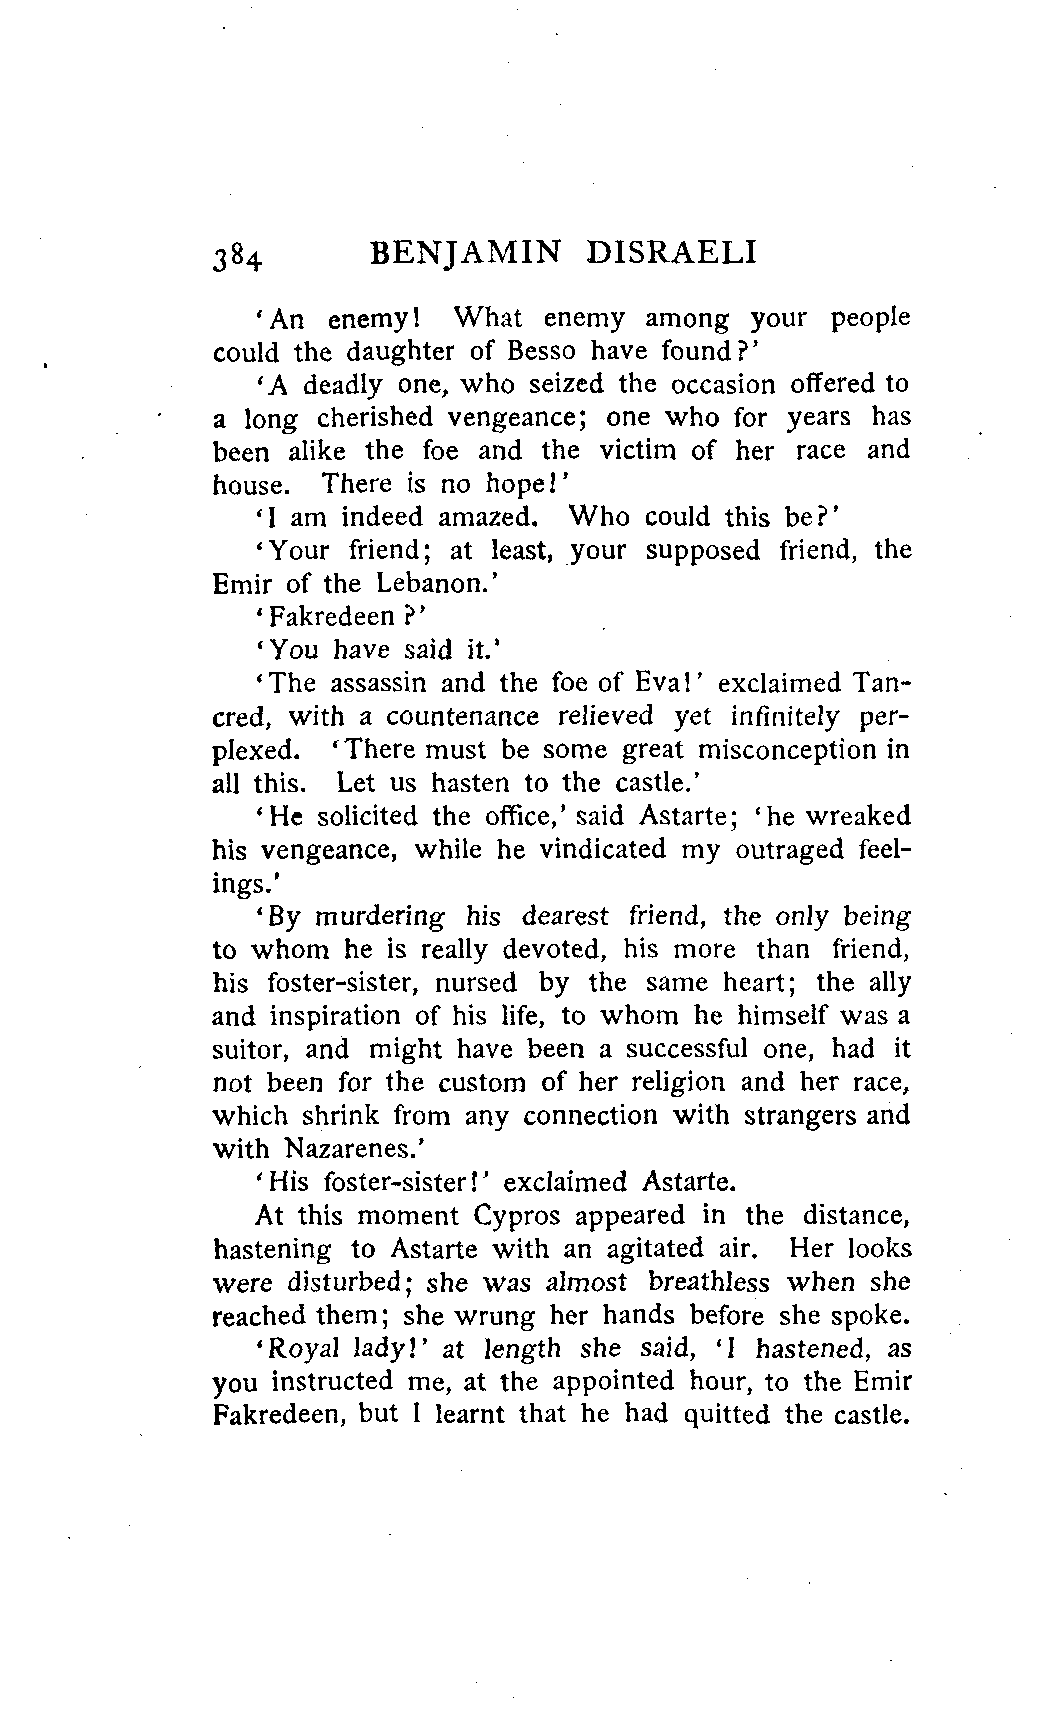 384 BENJAMIN DISRAELI
‘An enemy! What enemy among your people
could the daughter of Besso have found?’
‘A deadly one, who seized the occasion offered to
a long cherished vengeance; one who for years has
been alike the foe and the victim of her race and
house. There is no hope!’
‘I am indeed amazed. Who could this be?’
‘Your friend; at least, your supposed friend, the
Emir of the Lebanon.’
‘Fakredeen?’
‘You have said it.’
‘The assassin and the foe of Eva!’ exclaimed Tan-
cred, with a countenance relieved yet infinitely per-
plexed. ‘There must be some great misconception in
all this. Let us hasten to the castle.’
‘He solicited the office,’ said Astarte; ‘he wreaked
his vengeance, while he vindicated my outraged feel-
ings.’
‘By murdering his dearest friend, the only being
to whom he is really devoted, his more than friend,
his foster-sister, nursed by the same heart; the ally
and inspiration of his life, to whom he himself was a
suitor, and might have been a successful one, had it
not been for the custom of her religion and her race,
which shrink from any connection with strangers and
with Nazarenes.’
‘His foster-sister!’ exclaimed Astarte.
At this moment Cypros appeared in the distance,
hastening to Astarte with an agitated air. Her looks
were disturbed; she was almost breathless when she
reached them; she wrung her hands before she spoke.
‘Royal lady!’ at length she said, ‘I hastened, as
you instructed me, at the appointed hour, to the Emir
Fakredeen, but I learnt that he had quitted the castle.